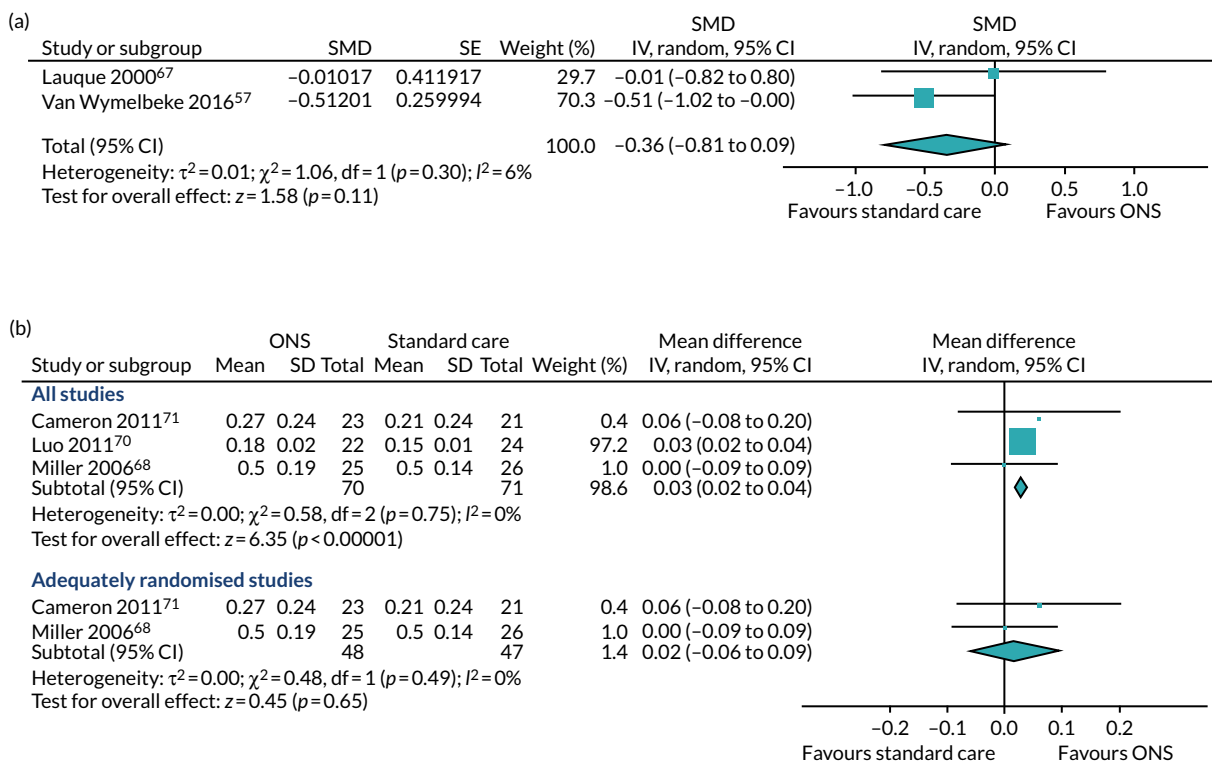 (a)
SMD SMD
Study or subgroup SMD SE Weight (%) IV, random, 95% CI IV, random, 95% CI
Lauque 2000⁶⁷ −0.01017 0.411917 29.7 −0.01 (−0.82 to 0.80)
Van Wymelbeke 2016⁵⁷ −0.51201 0.259994 70.3 −0.51 (−1.02 to −0.00)
Total (95% CI) 100.0 −0.36 (−0.81 to 0.09)
Heterogeneity: τ²=0.01; χ²=1.06, df=1 (p=0.30); I²=6%
Test for overall effect: z=1.58 (p=0.11)
−1.0 −0.5 0.0 0.5 1.0
Favours standard care Favours ONS
(b)
ONS Standard care Mean difference Mean difference
Study or subgroup Mean SD Total Mean SD Total Weight (%) IV, random, 95% CI IV, random, 95% CI
All studies
Cameron 2011⁷¹ 0.27 0.24 23 0.21 0.24 21 0.4 0.06 (−0.08 to 0.20)
Luo 2011⁷⁰ 0.18 0.02 22 0.15 0.01 24 97.2 0.03 (0.02 to 0.04)
Miller 2006⁶⁸ 0.5 0.19 25 0.5 0.14 26 1.0 0.00 (−0.09 to 0.09)
Subtotal (95% CI) 70 71 98.6 0.03 (0.02 to 0.04)
Heterogeneity: τ²=0.00; χ²=0.58, df=2 (p=0.75); I²=0%
Test for overall effect: z=6.35 (p<0.00001)
Adequately randomised studies
Cameron 2011⁷¹ 0.27 0.24 23 0.21 0.24 21 0.4 0.06 (−0.08 to 0.20)
Miller 2006⁶⁸ 0.5 0.19 25 0.5 0.14 26 1.0 0.00 (−0.09 to 0.09)
Subtotal (95% CI) 48 47 1.4 0.02 (−0.06 to 0.09)
Heterogeneity: τ²=0.00; χ²=0.48, df=1 (p=0.49); I²=0%
Test for overall effect: z=0.45 (p=0.65)
−0.2 −0.1 0.0 0.1 0.2
Favours standard care Favours ONS